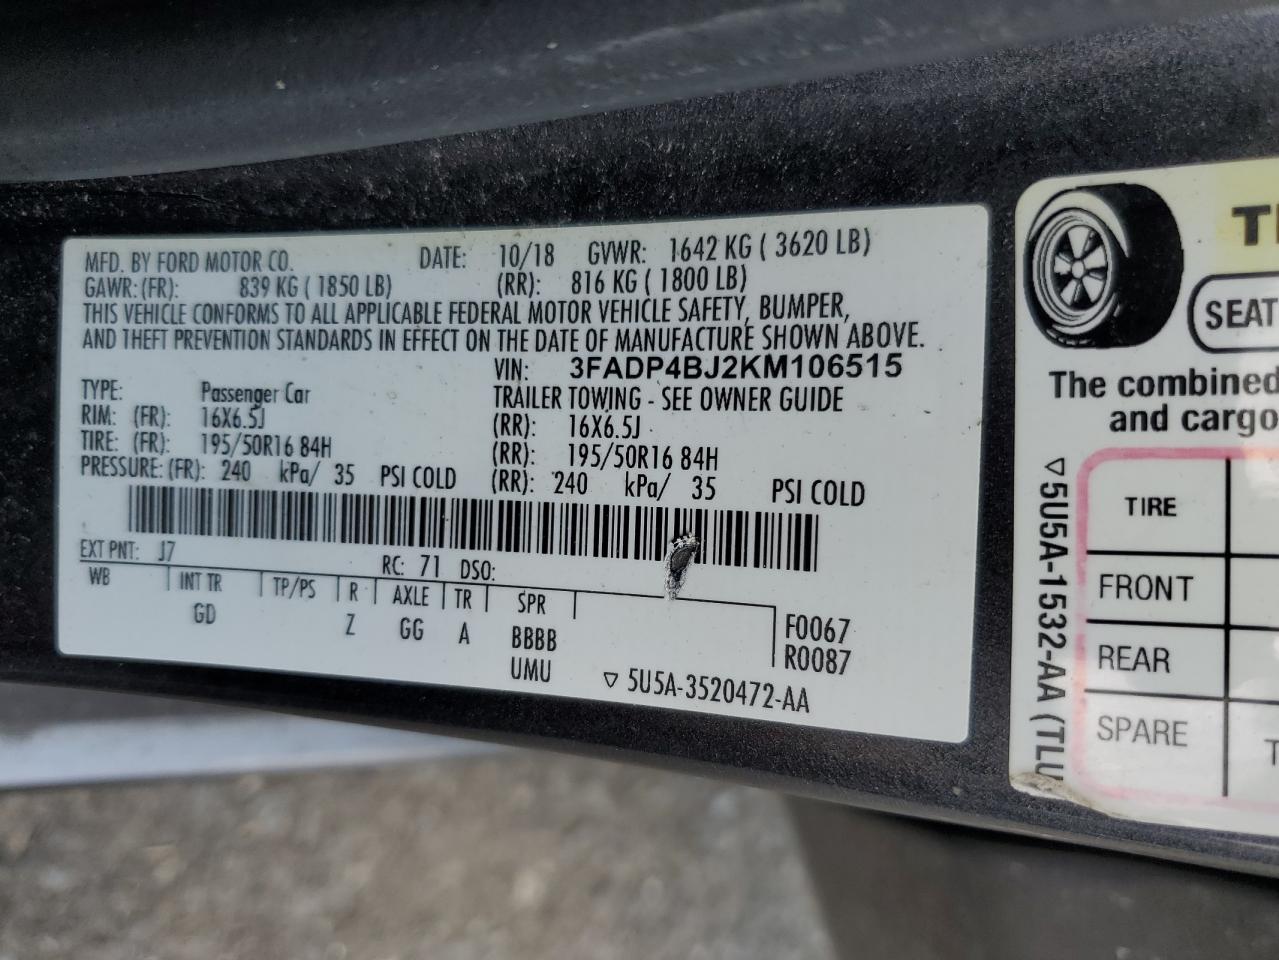 MFD. BY FORD MOTOR CO. DATE: 10/18 GVWR: 1642 KG ( 3620 LB)
GAWR: (FR): 839 KG ( 1850 LB) (RR): 816 KG ( 1800 LB)
THIS VEHICLE CONFORMS TO ALL APPLICABLE FEDERAL MOTOR VEHICLE SAFETY, BUMPER,
AND THEFT PREVENTION STANDARDS IN EFFECT ON THE DATE OF MANUFACTURE SHOWN ABOVE.
VIN: 3FADP4BJ2KM106515
TYPE: Passenger Car TRAILER TOWING - SEE OWNER GUIDE
RIM: (FR): 16X6.5J (RR): 16X6.5J
TIRE: (FR): 195/50R16 84H (RR): 195/50R16 84H
PRESSURE: (FR): 240 kPa/ 35 PSI COLD (RR): 240 kPa/ 35 PSI COLD
EXT PNT: J7 RC: 71 DSO:
WB INT TR TP/PS R AXLE TR SPR
GD Z GG A BBBB F0067
UMU R0087
▽ 5U5A-3520472-AA
SEAT
The combined
and cargo
TIRE
FRONT
REAR
SPARE
▽5U5A-1532-AA (TLU